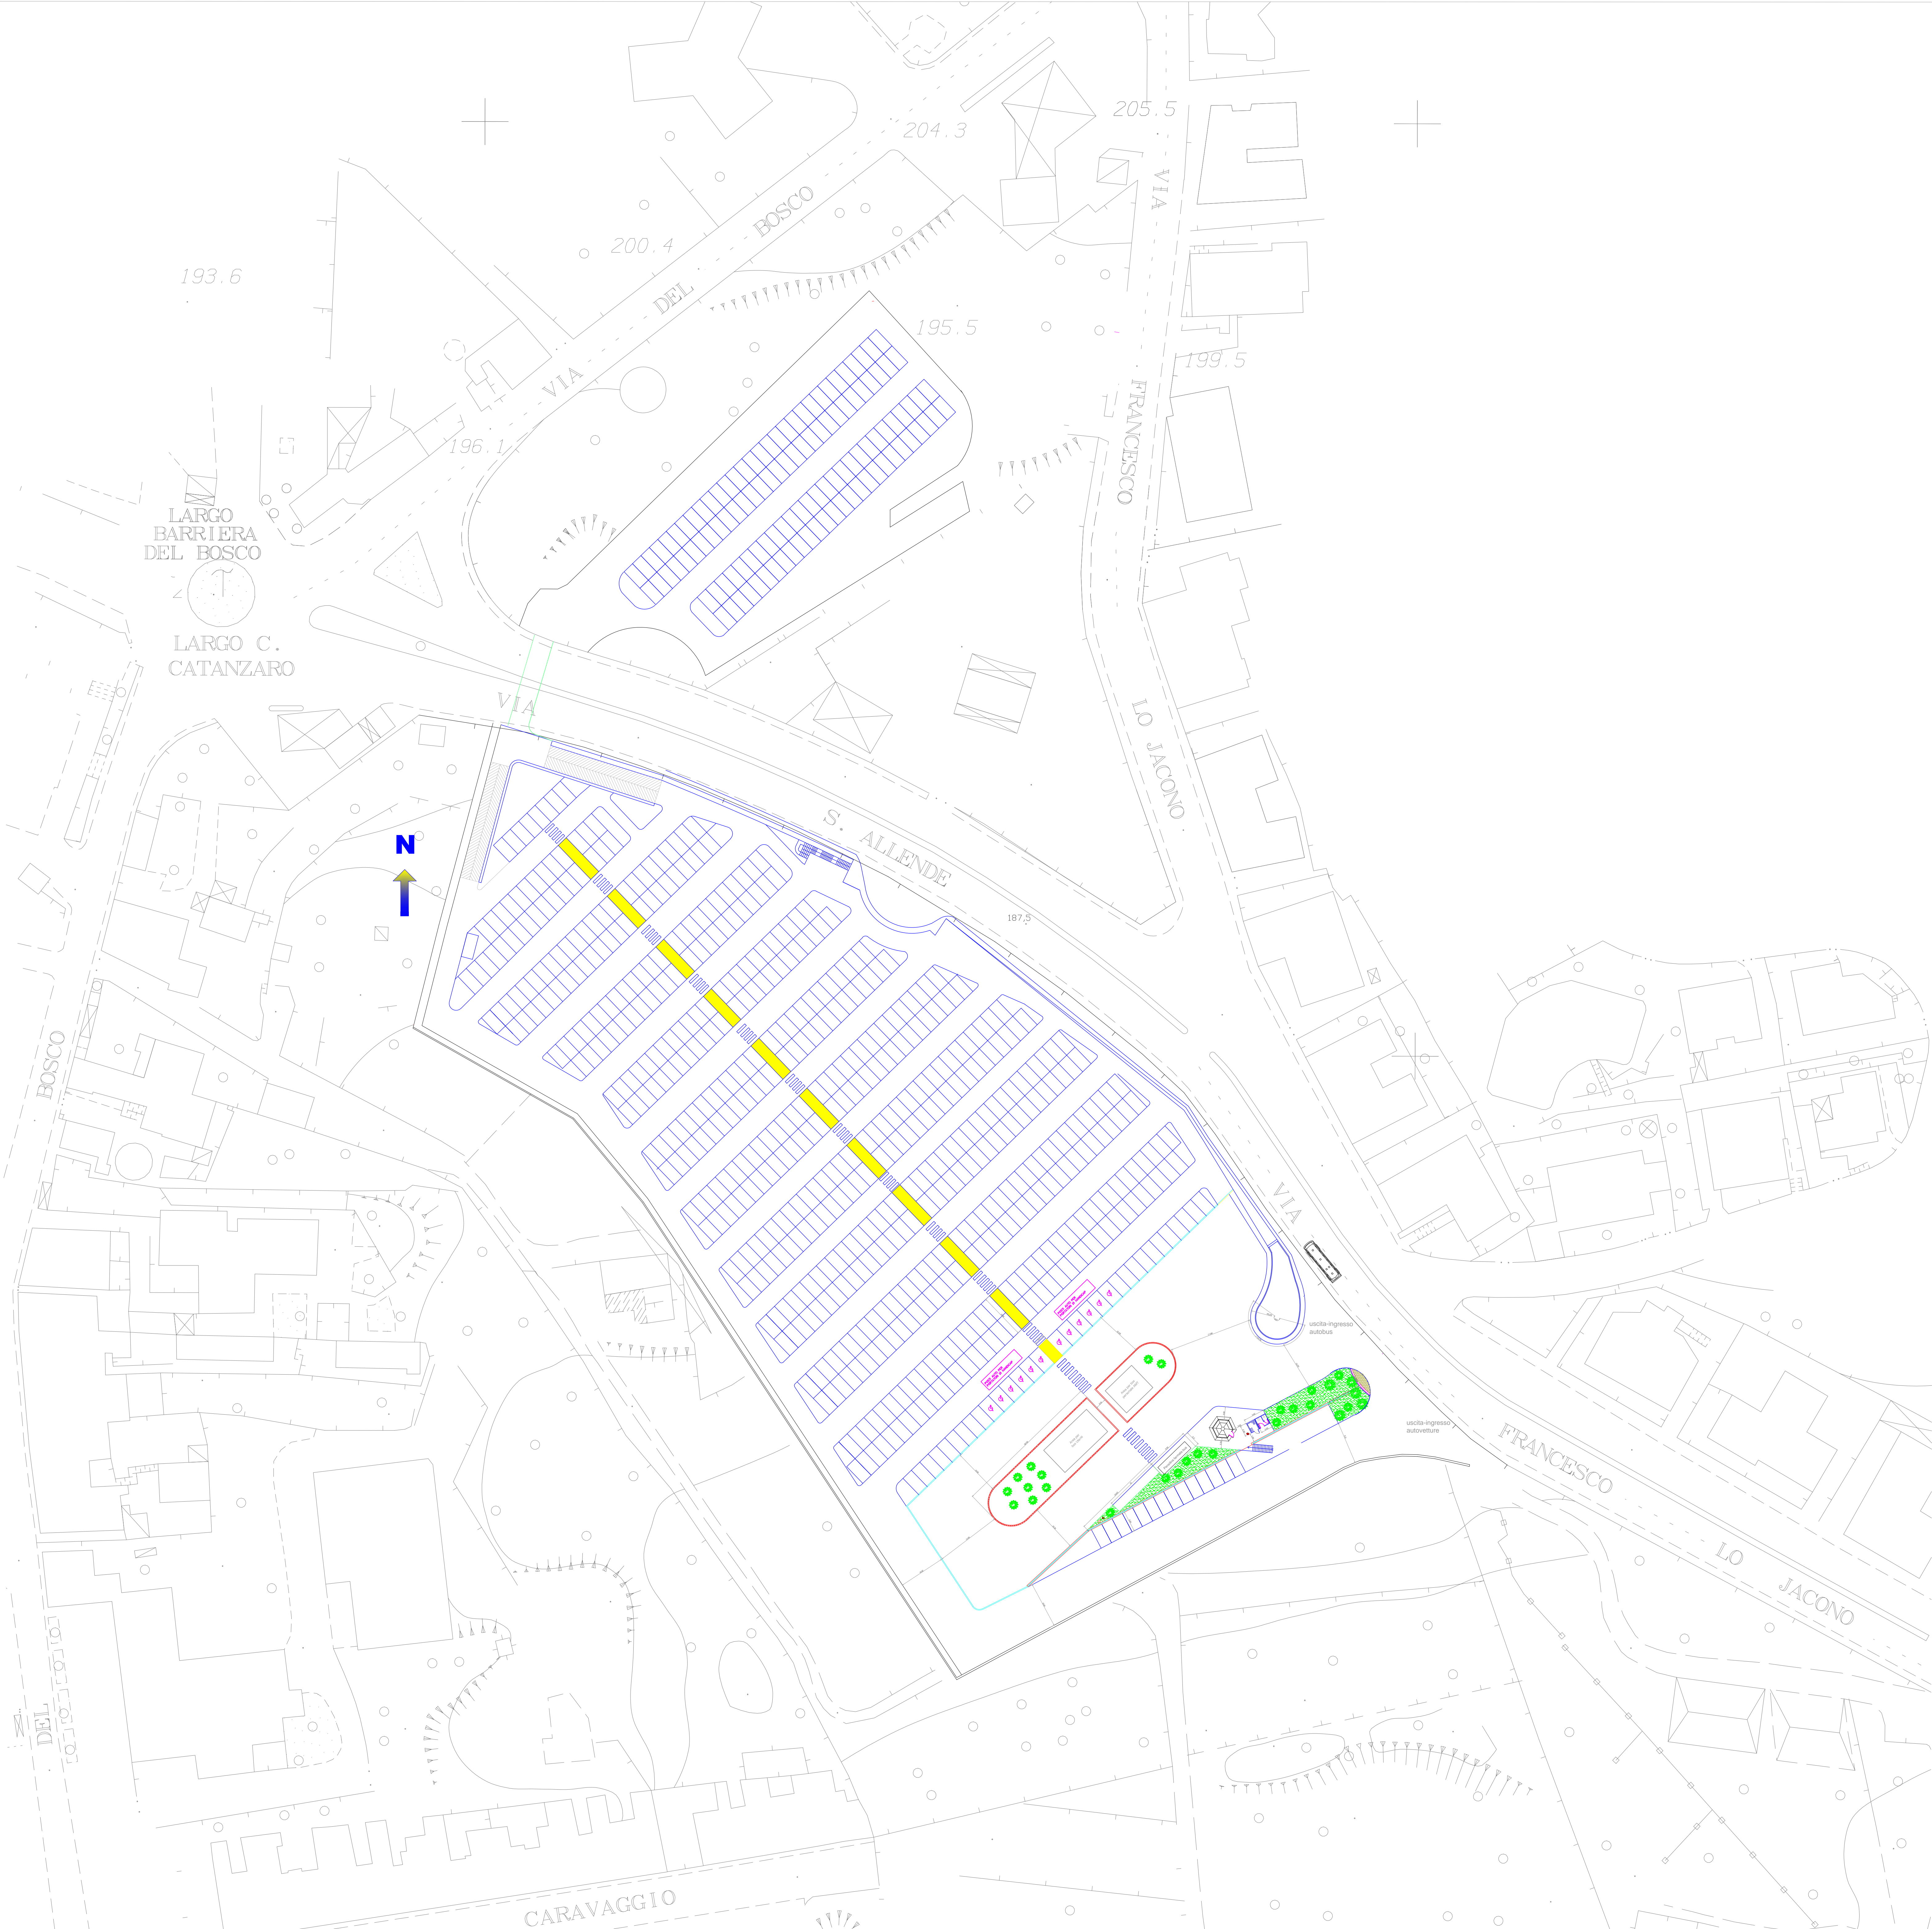 205.5
204.3
VIA
BOSCO
200.4
193.6
DEL
195.5
199.5
VIA
FRANCESCO
196.1
LARGO
BARRIERA
DEL BOSCO
LARGO C.
CATANZARO
VIA
LO JACONO
S. ALLENDE
N
187,5
BOSCO
VIA
uscita-ingresso
autobus
uscita-ingresso
autovetture
FRANCESCO
LO
JACONO
DEL
CARAVAGGIO